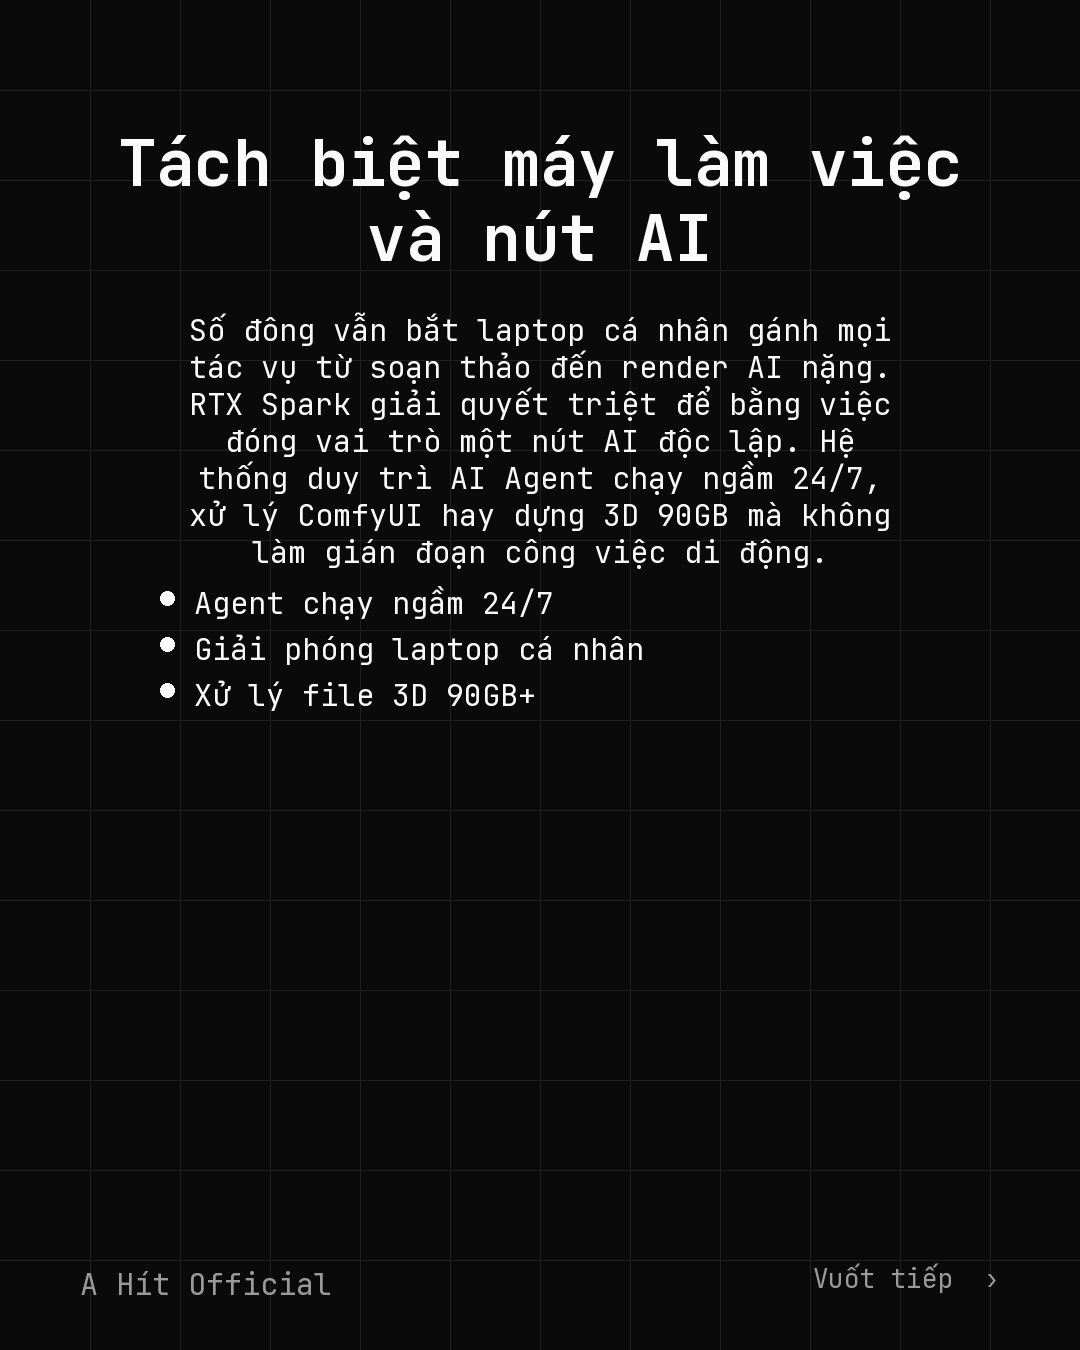 Tách biệt máy làm việc
và nút AI
Số đông vẫn bắt laptop cá nhân gánh mọi
tác vụ từ soạn thảo đến render AI nặng.
RTX Spark giải quyết triệt để bằng việc
đóng vai trò một nút AI độc lập. Hệ
thống duy trì AI Agent chạy ngầm 24/7,
xử lý ComfyUI hay dựng 3D 90GB mà không
làm gián đoạn công việc di động.
● Agent chạy ngầm 24/7
● Giải phóng laptop cá nhân
● Xử lý file 3D 90GB+
A Hít Official
Vuốt tiếp ›